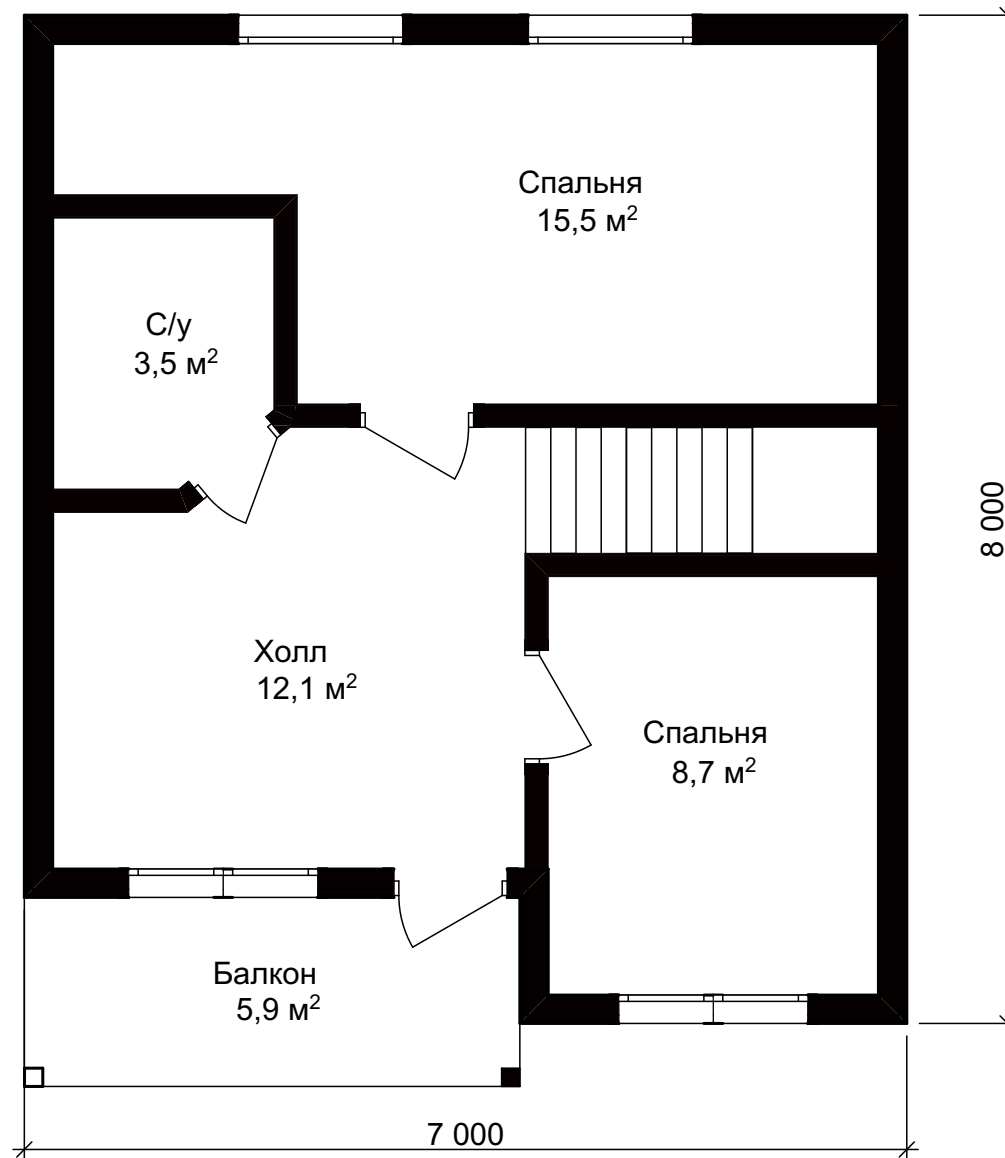 Спальня
15,5 м²
С/у
3,5 м²
8 000
Холл
12,1 м²
Спальня
8,7 м²
Балкон
5,9 м²
7 000